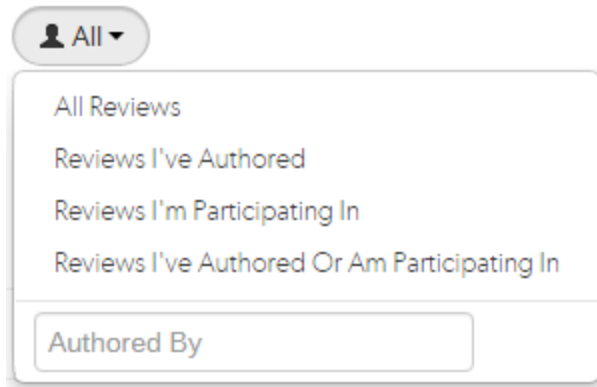 All
All Reviews
Reviews I've Authored
Reviews I'm Participating In
Reviews I've Authored Or Am Participating In
Authored By